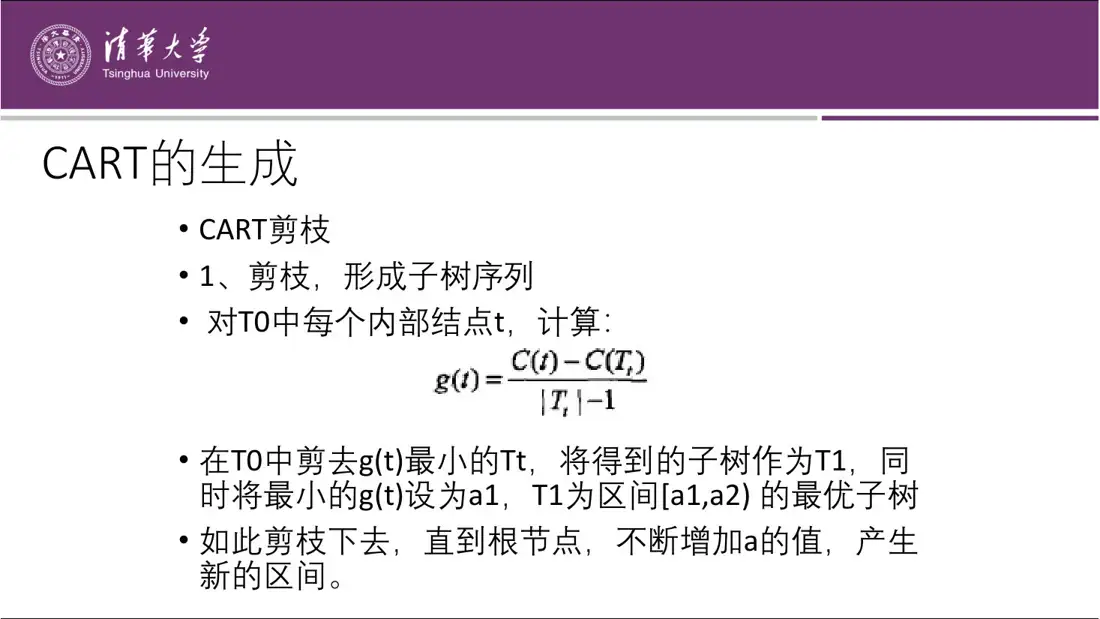 清华大学
Tsinghua University
CART的生成
• CART剪枝
• 1、剪枝，形成子树序列
• 对T0中每个内部结点t，计算：
g(t) = \frac{C(t) - C(T_t)}{|T_t| - 1}
• 在T0中剪去g(t)最小的Tt，将得到的子树作为T1，同
时将最小的g(t)设为a1，T1为区间[a1,a2) 的最优子树
• 如此剪枝下去，直到根节点，不断增加a的值，产生
新的区间。